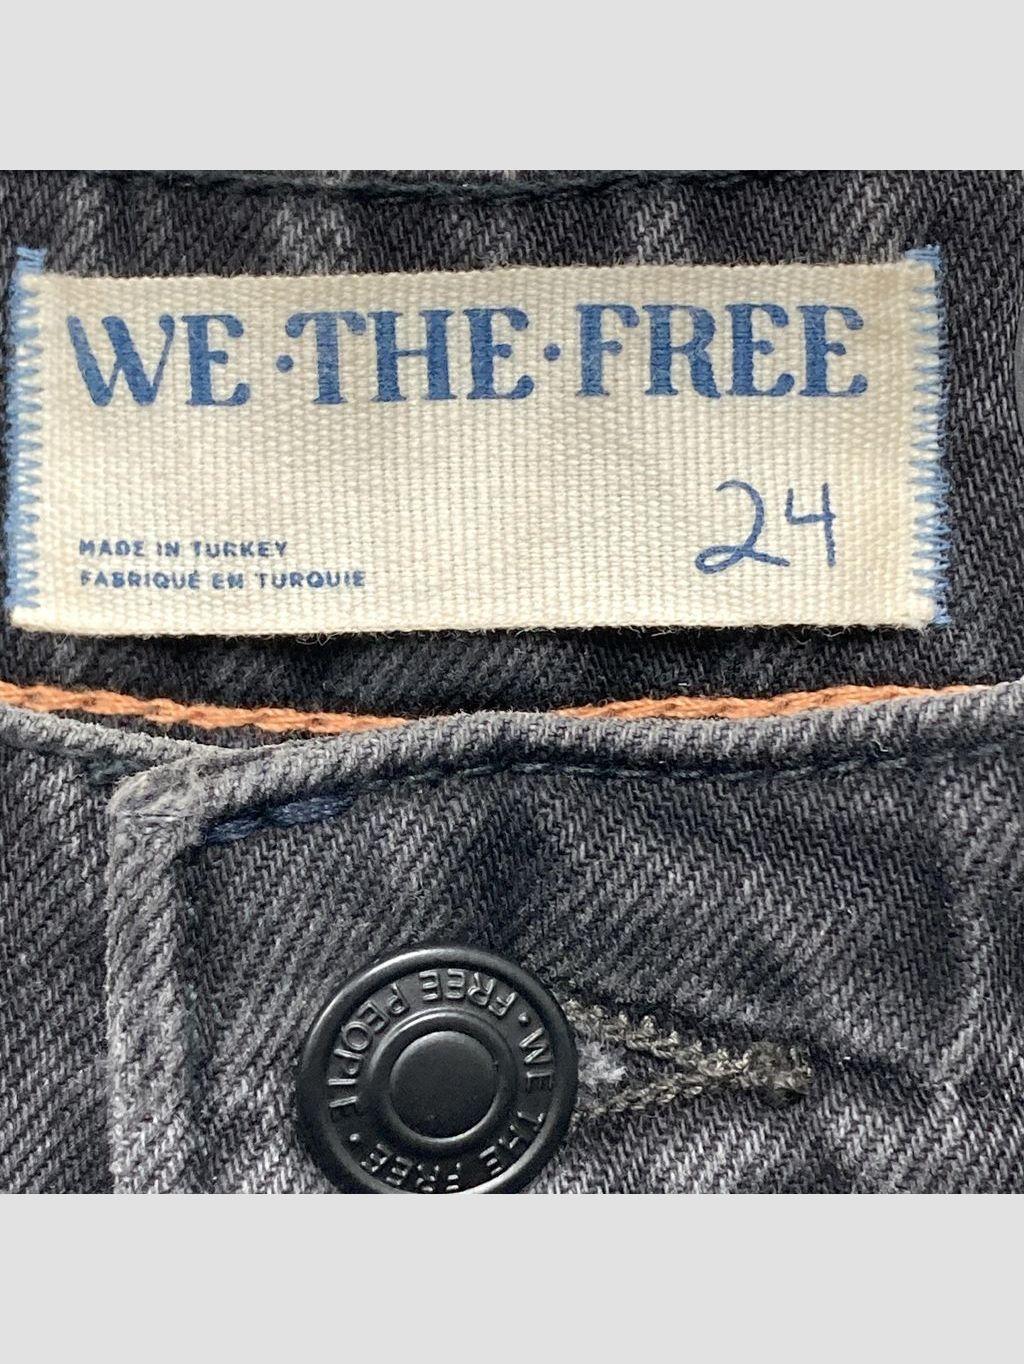 WE·THE·FREE
24
MADE IN TURKEY
FABRIQUÉ EN TURQUIE
FREE PEOPLE · WE THE FREE ·